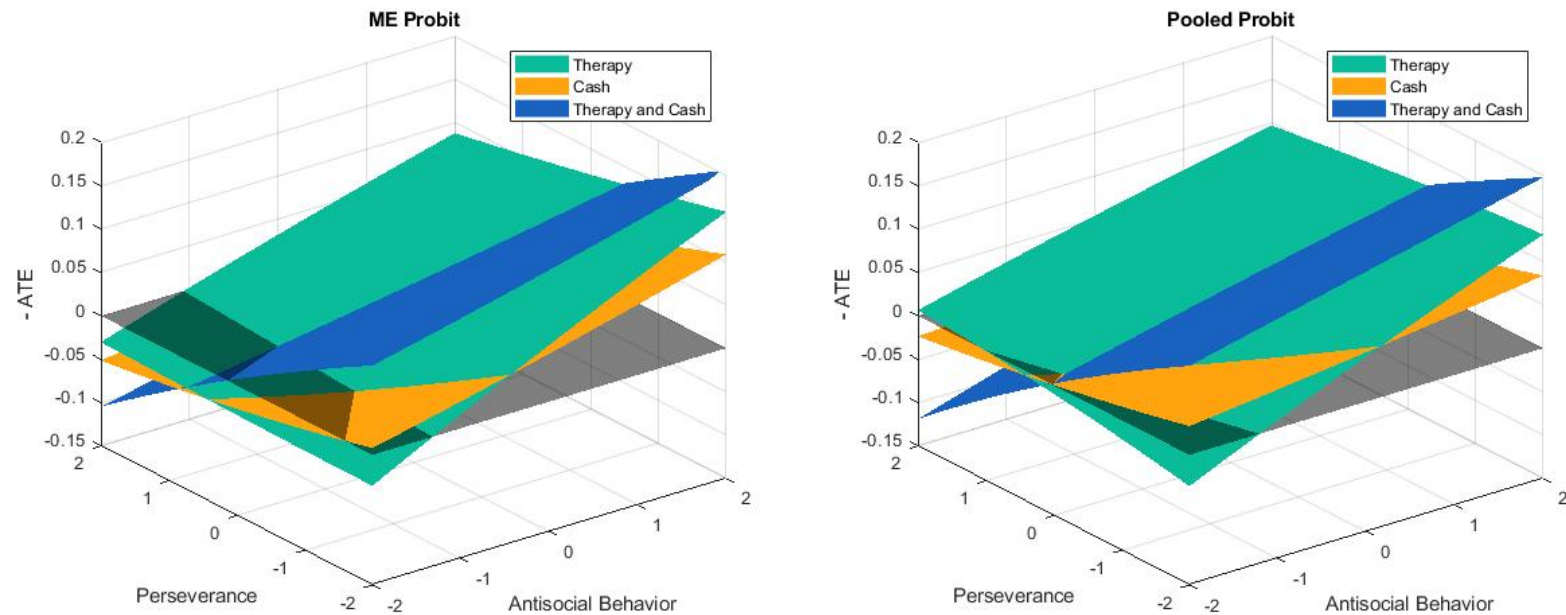 ME Probit
Therapy
Cash
Therapy and Cash
0.2
0.15
0.1
0.05
0
-0.05
-0.1
-0.15
- ATE
2
1
0
-1
-2
Perseverance
-2
-1
0
1
2
Antisocial Behavior
Pooled Probit
Therapy
Cash
Therapy and Cash
0.2
0.15
0.1
0.05
0
-0.05
-0.1
-0.15
- ATE
2
1
0
-1
-2
Perseverance
-2
-1
0
1
2
Antisocial Behavior